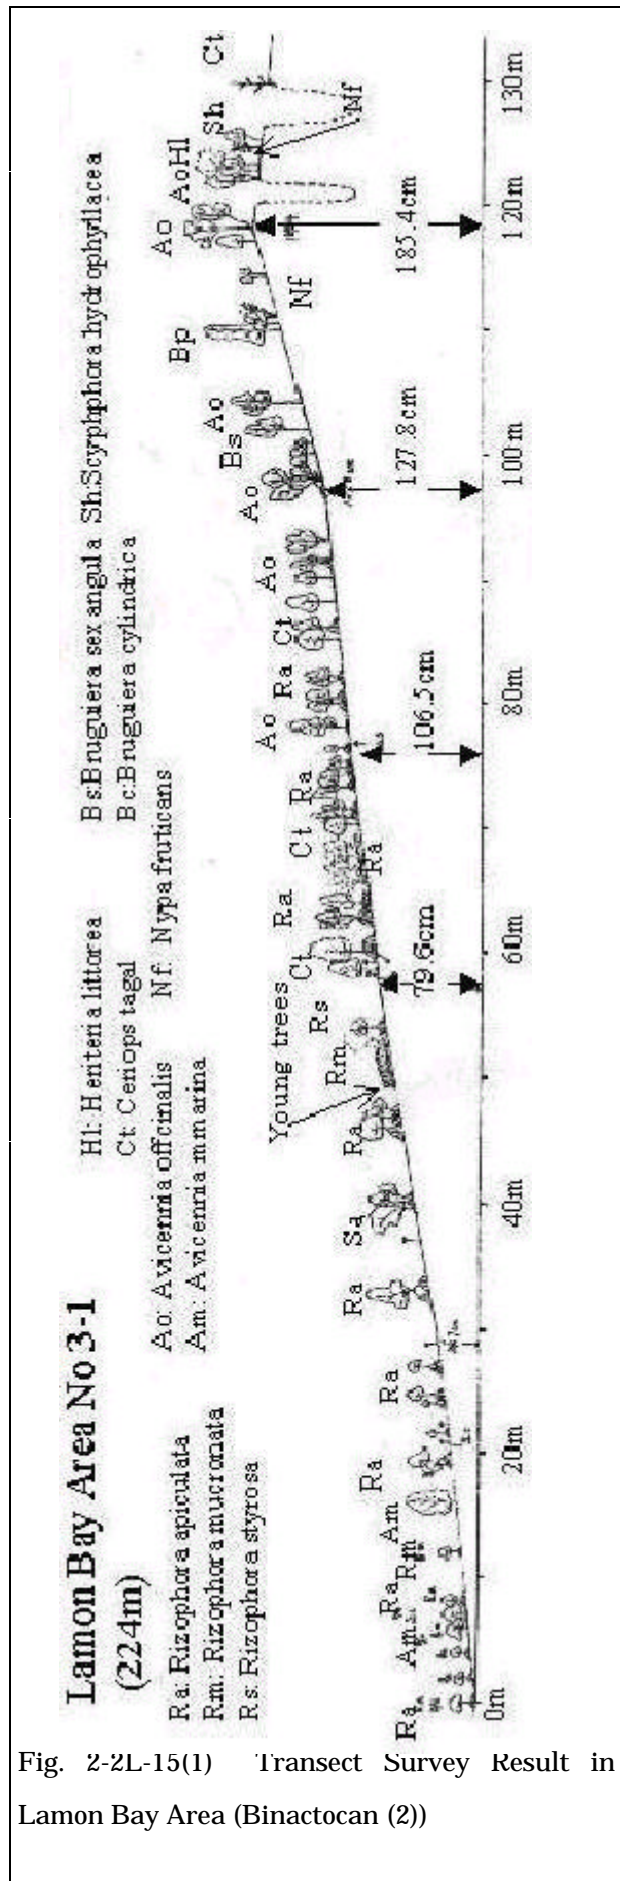 Lamon Bay Area No 3-1
(224m)
Ra: Rizophora apiculata
Rm: Rizophora mucronata
Rs: Rizophora styrosa
Ao: Avicennia offcinalis
Am: Avicennia mmarina
Hl: Heriteria littorea
Ct: Ceriops tagal
Nf: Nypa fruticans
Bs:Bruguiera sex angula Sh:Scyphphora hydrophyllacea
Bc:Bruguiera cylindrica
Ra
Am
Ra
Rm
Am
Ra
Ra
Ra
Sa
Ra
Young trees
Rm
Rs
Ct
Ra
Ra
Ct
Ra
Ao
Ra
Ct
Ao
Ao
Bs
Ao
Bp
Nf
Ao
AoHl
Sh
Nf
Ct
79.6cm
106.5cm
127.8cm
185.4cm
0m
20m
40m
60m
80m
100m
120m
130m
Fig. 2-2L-15(1) Transect Survey Result in
Lamon Bay Area (Binactocan (2))